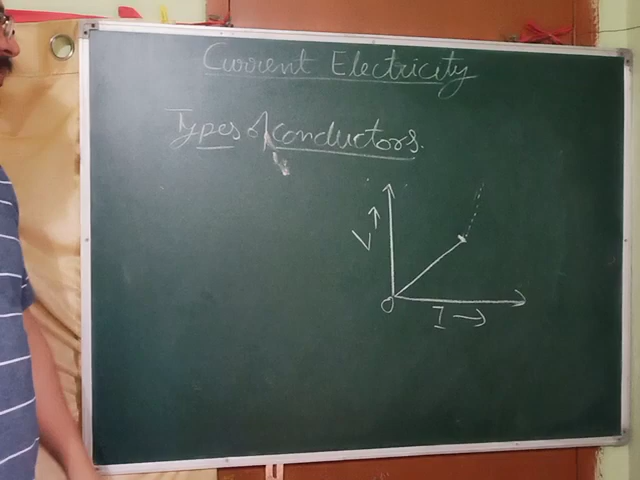 Current Electricity
Types of conductors.
V →
O
I →